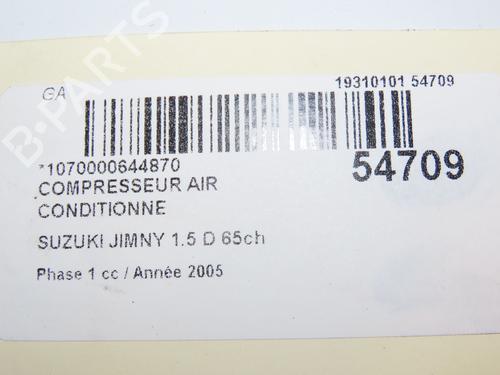 GA
19310101 54709
*1070000644870
54709
COMPRESSEUR AIR
CONDITIONNE
SUZUKI JIMNY 1.5 D 65ch
Phase 1 cc / Année 2005
B-PARTS